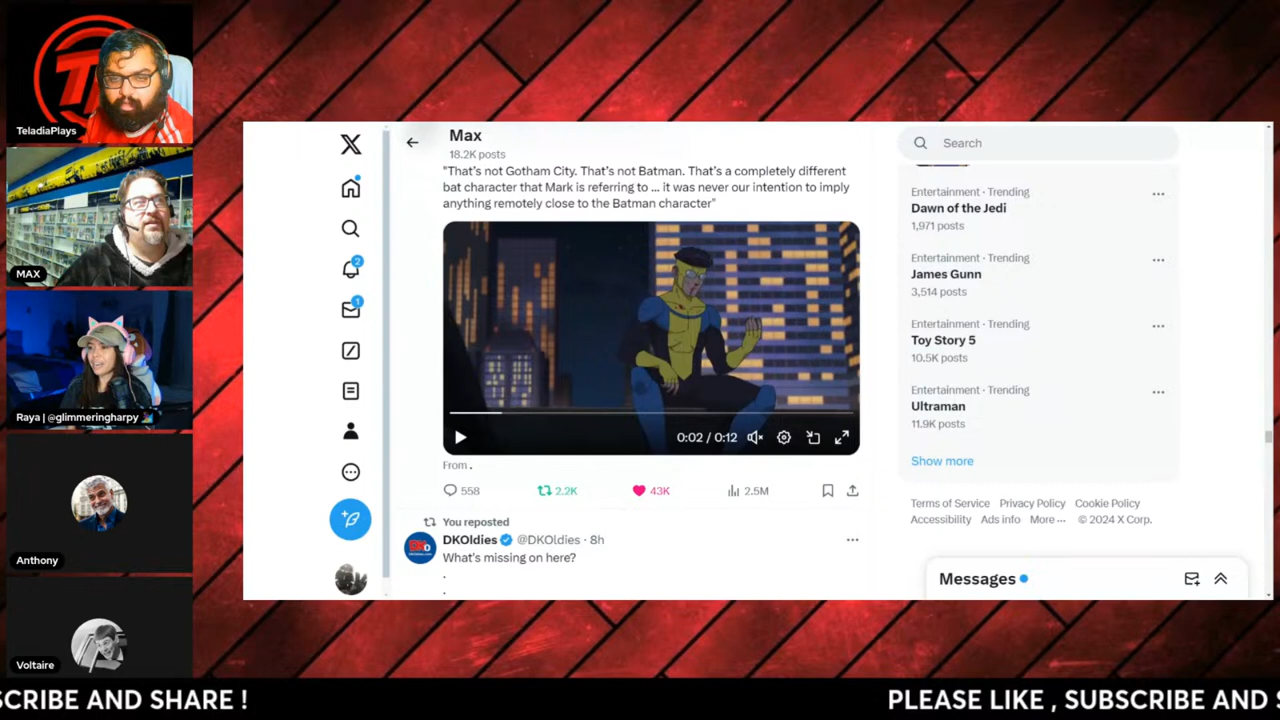 TeladiaPlays
MAX
Raya | @glimmeringharpy
Anthony
Voltaire
Max
18.2K posts
"That's not Gotham City. That's not Batman. That's a completely different
bat character that Mark is referring to ... it was never our intention to imply
anything remotely close to the Batman character"
0:02 / 0:12
From .
558
2.2K
43K
2.5M
You reposted
DKOldies @DKOldies · 8h
What's missing on here?
.
.
Search
Entertainment · Trending
Dawn of the Jedi
1,971 posts
Entertainment · Trending
James Gunn
3,514 posts
Entertainment · Trending
Toy Story 5
10.5K posts
Entertainment · Trending
Ultraman
11.9K posts
Show more
Terms of Service Privacy Policy Cookie Policy
Accessibility Ads info More ··· © 2024 X Corp.
Messages
2
1
SCRIBE AND SHARE ! PLEASE LIKE , SUBSCRIBE AND S